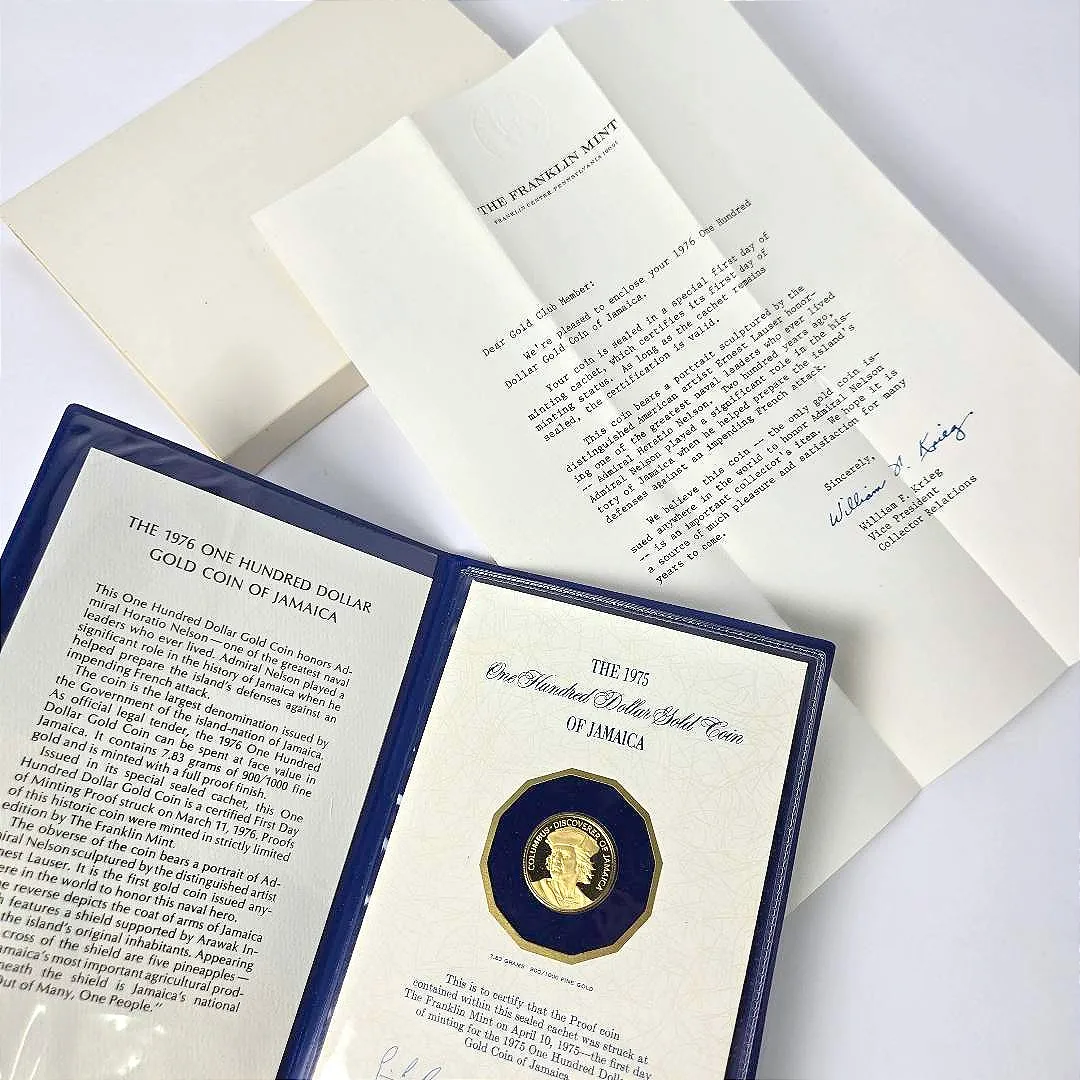 THE FRANKLIN MINT
FRANKLIN CENTER, PENNSYLVANIA
Dear Gold Club Member:
We're pleased to enclose your 1976 One Hundred
Dollar Gold Coin of Jamaica.
Your coin is sealed in a special first day of
minting cachet, which certifies its first day of
minting status. As long as the cachet remains
sealed, the certification is valid.
This coin bears a portrait sculptured by the
distinguished American artist Ernest Lauser honor-
ing one of the greatest naval leaders who ever lived
-- Admiral Horatio Nelson. Two hundred years ago,
Admiral Nelson played a significant role in the his-
tory of Jamaica when he helped prepare the island's
defenses against an impending French attack.
We believe this coin -- the only gold coin is-
sued anywhere in the world to honor Admiral Nelson
-- is an important collector's item. We hope it is
a source of much pleasure and satisfaction for many
years to come.
Sincerely,
William F. Krieg
William F. Krieg
Vice President
Collector Relations
THE 1976 ONE HUNDRED DOLLAR
GOLD COIN OF JAMAICA
This One Hundred Dollar Gold Coin honors Ad-
miral Horatio Nelson—one of the greatest naval
leaders who ever lived. Admiral Nelson played a
significant role in the history of Jamaica when he
helped prepare the island's defenses against an
impending French attack.
The coin is the largest denomination issued by
the Government of the island-nation of Jamaica.
As official legal tender, the 1976 One Hundred
Dollar Gold Coin can be spent at face value in
Jamaica. It contains 7.83 grams of 900/1000 fine
gold and is minted with a full proof finish.
Issued in its special sealed cachet, this One
Hundred Dollar Gold Coin is a certified First Day
of Minting Proof struck on March 11, 1976. Proofs
of this historic coin were minted in strictly limited
edition by The Franklin Mint.
The obverse of the coin bears a portrait of Ad-
miral Nelson sculptured by the distinguished artist
nest Lauser. It is the first gold coin issued any-
ere in the world to honor this naval hero.
e reverse depicts the coat of arms of Jamaica
h features a shield supported by Arawak In-
the island's original inhabitants. Appearing
cross of the shield are five pineapples—
amaica's most important agricultural prod-
neath the shield is Jamaica's national
Out of Many, One People."
THE 1975
One Hundred Dollar Gold Coin
OF JAMAICA
COLUMBUS · DISCOVERER OF JAMAICA
7.83 GRAMS · 900/1000 FINE GOLD
This is to certify that the Proof coin
contained within this sealed cachet was struck at
The Franklin Mint on April 10, 1975—the first day
of minting for the 1975 One Hundred Dolla
Gold Coin of Jamaica.